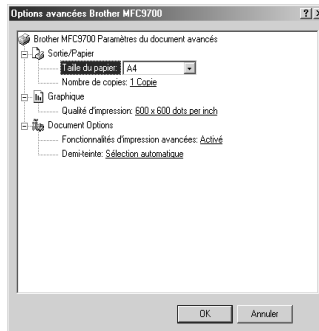 Options avancées Brother MFC9700
Brother MFC9700 Paramètres du document avancés
Sortie/Papier
Taille du papier: A4
Nombre de copies: 1 Copie
Graphique
Qualité d'impression: 600 x 600 dots per inch
Document Options
Fonctionnalités d'impression avancées: Activé
Demi-teinte: Sélection automatique
OK Annuler